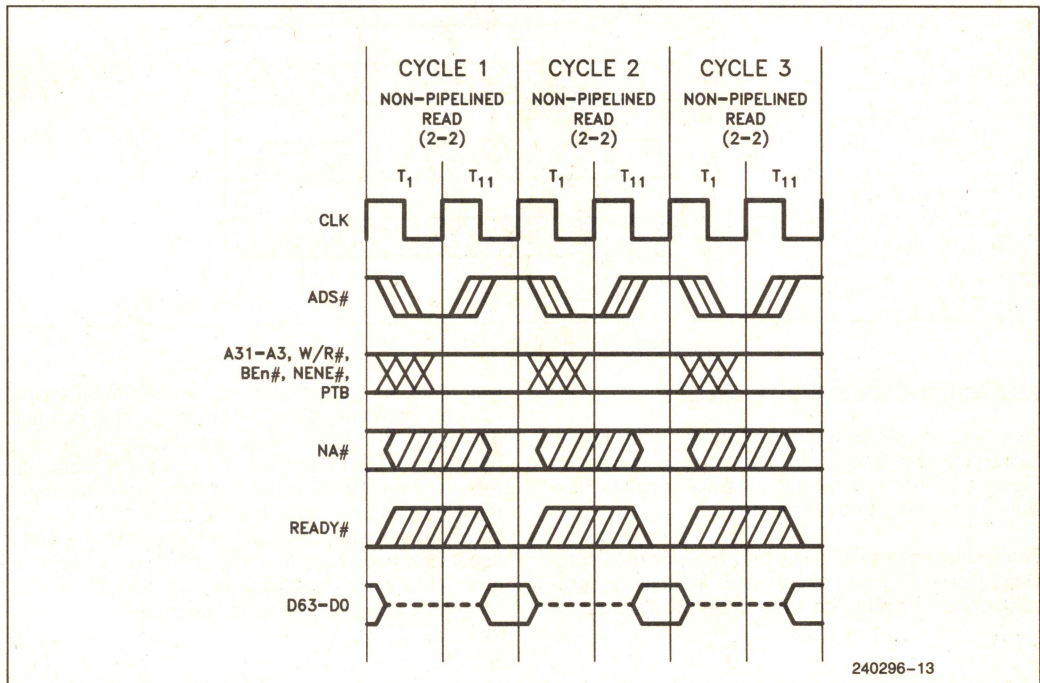 CYCLE 1 CYCLE 2 CYCLE 3
NON-PIPELINED NON-PIPELINED NON-PIPELINED
READ READ READ
(2-2) (2-2) (2-2)
T1 T11 T1 T11 T1 T11
CLK
ADS#
A31-A3, W/R#,
BEn#, NENE#,
PTB
NA#
READY#
D63-D0
240296-13